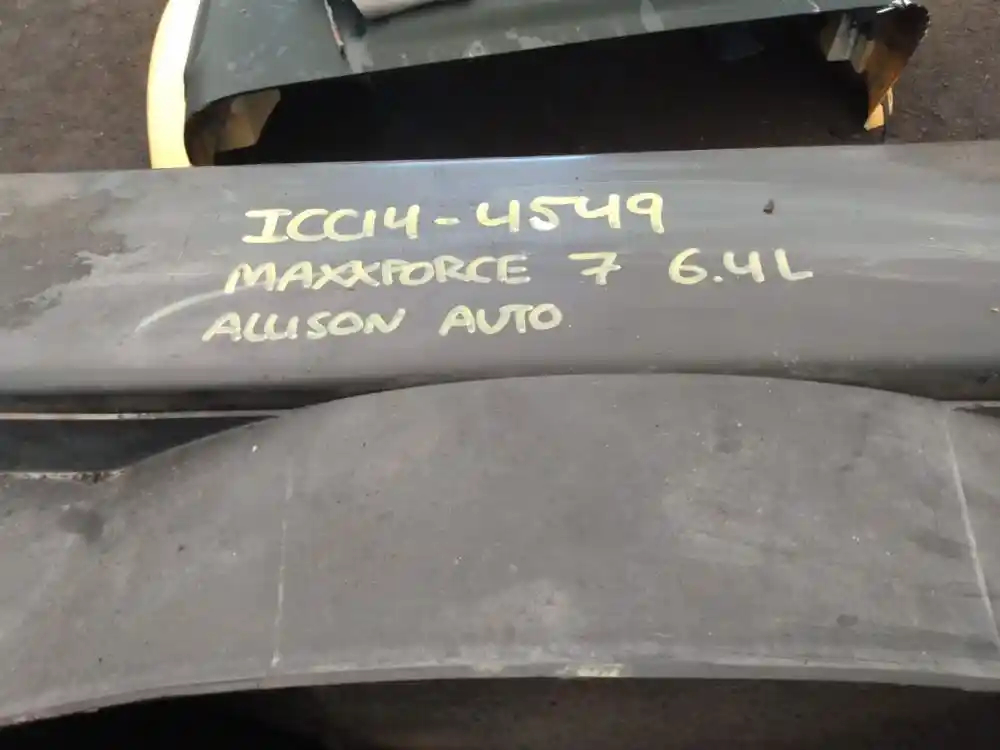 ICC14-4549
MAXXFORCE 7 6.4L
ALLISON AUTO